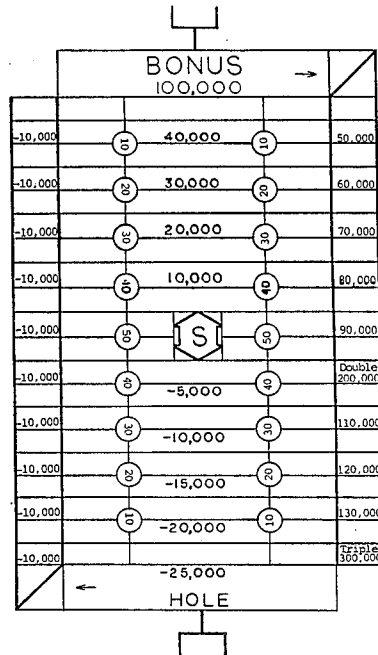 BONUS
100,000
→
-10,000 10 40,000 10 50,000
-10,000 20 30,000 20 60,000
-10,000 30 20,000 30 70,000
-10,000 40 10,000 40 80,000
-10,000 50 S 50 90,000
Double
-10,000 40 -5,000 40 200,000
-10,000 30 -10,000 30 110,000
-10,000 20 -15,000 20 120,000
-10,000 10 -20,000 10 130,000
Triple
-10,000 -25,000 300,000
←
HOLE